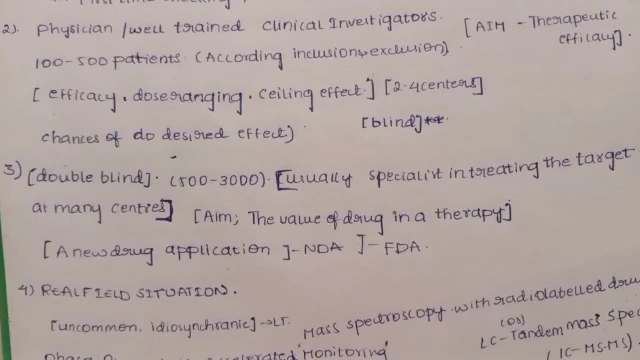 2). Physician /well trained clinical Investigators. [AIM - Therapeutic
efficacy].
100-500 patients (According inclusion & exclusion)
[efficacy, doseranging, ceiling effect] [2-4 centers]
chances of do desired effect) [blind]**
3) [double blind]. (500-3000). [usually specialist in treating the target
at many centres] [Aim; The value of drug in a therapy]
[A new drug application]-NDA ]-FDA.
4) REALFIELD SITUATION.
[uncommon, idiosynchranic]→LT.
Mass spectroscopy with radiolabelled
(or)
LC-Tandem mass
(LC-MS-MS)
Monitoring